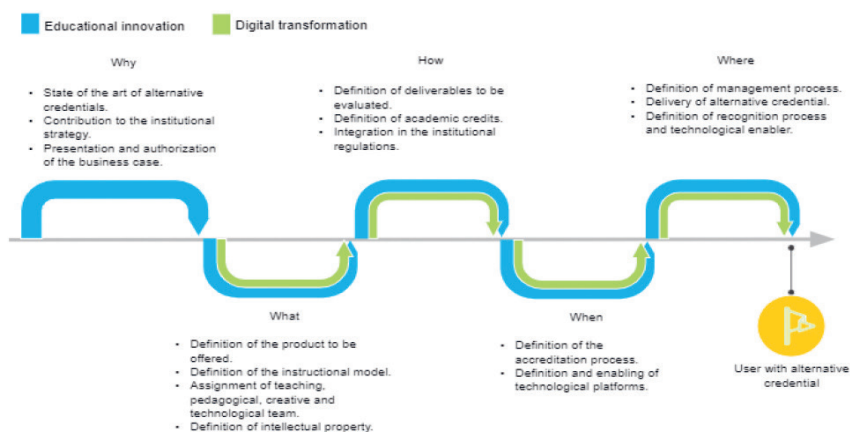 Educational innovation
Digital transformation
Why
• State of the art of alternative
credentials.
• Contribution to the institutional
strategy.
• Presentation and authorization
of the business case.
How
• Definition of deliverables to be
evaluated.
• Definition of academic credits.
• Integration in the institutional
regulations.
Where
• Definition of management process.
• Delivery of alternative credential.
• Definition of recognition process
and technological enabler.
What
• Definition of the product to be
offered.
• Definition of the instructional model.
• Assignment of teaching,
pedagogical, creative and
technological team.
• Definition of intellectual property.
When
• Definition of the
accreditation process.
• Definition and enabling of
technological platforms.
User with alternative
credential